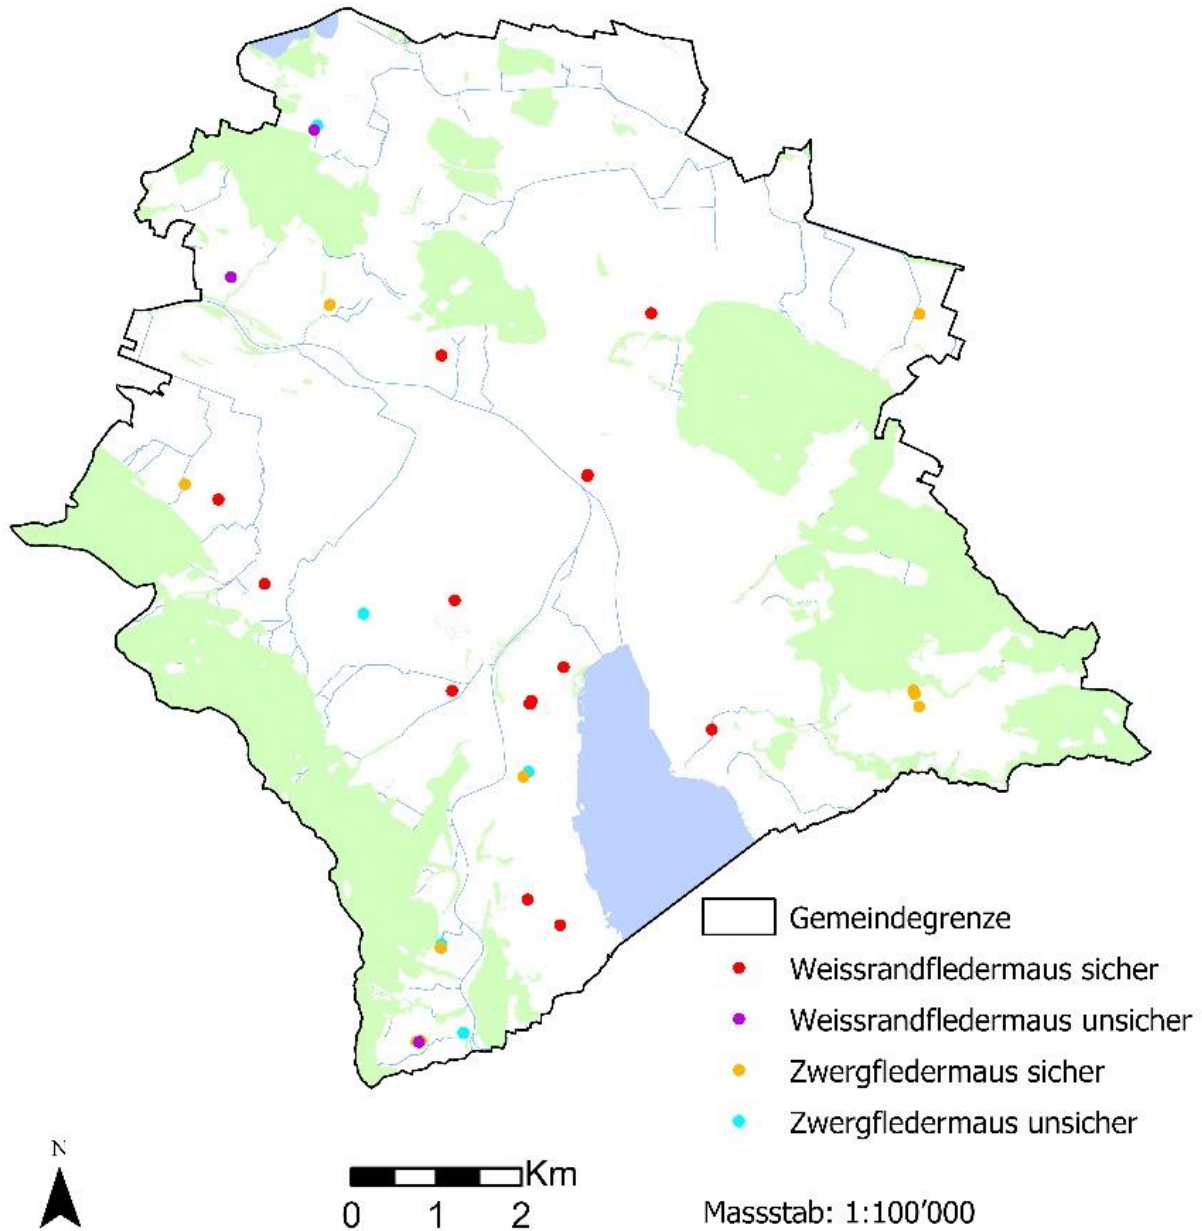 Gemeindegrenze
Weissrandfledermaus sicher
Weissrandfledermaus unsicher
Zwergfledermaus sicher
Zwergfledermaus unsicher
N
Km
0 1 2
Massstab: 1:100’000